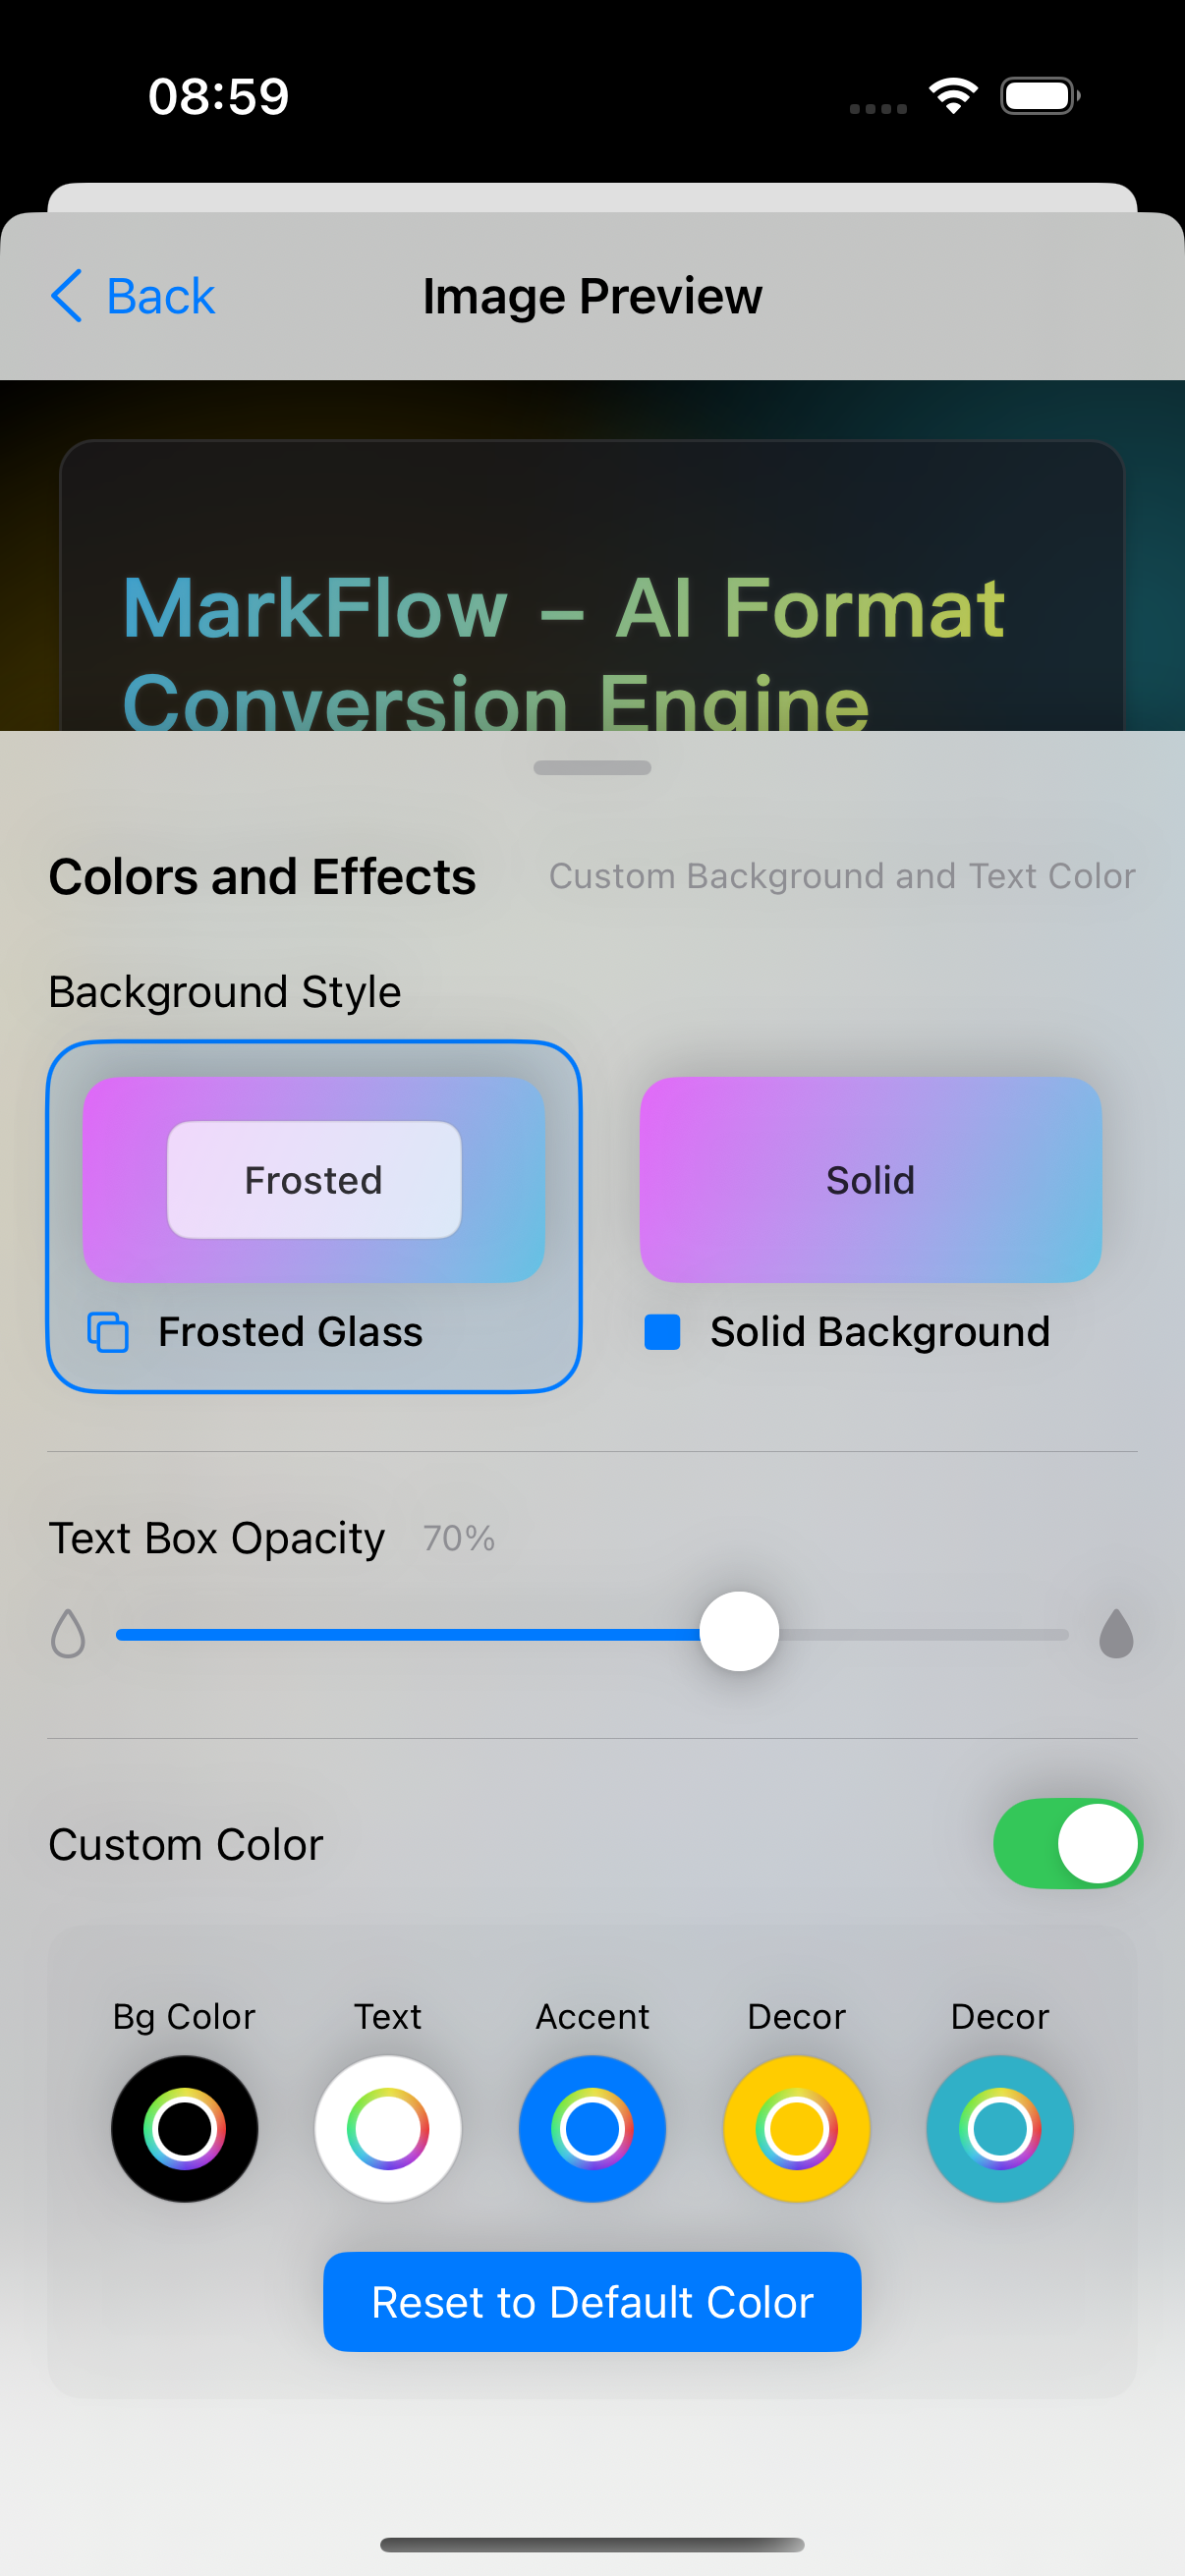 08:59
Back
Image Preview
MarkFlow – AI Format
Conversion Engine
Colors and Effects
Custom Background and Text Color
Background Style
Frosted
Solid
Frosted Glass
Solid Background
Text Box Opacity 70%
Custom Color
Bg Color
Text
Accent
Decor
Decor
Reset to Default Color